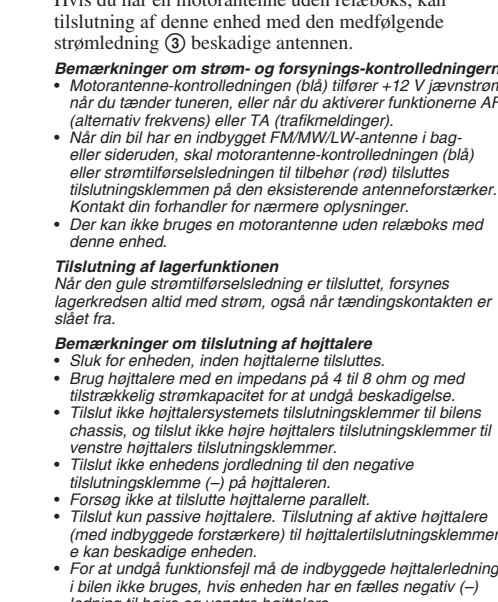 Hvis du har en motorantenne uden relæboks, kan
tilslutning af denne enhed med den medfølgende
strømledning ③ beskadige antennen.
Bemærkninger om strøm- og forsynings-kontrolledningern
• Motorantenne-kontrolledningen (blå) tilfører +12 V jævnstrøm
når du tænder tuneren, eller når du aktiverer funktionerne AF
(alternativ frekvens) eller TA (trafikmeldinger).
• Når din bil har en indbygget FM/MW/LW-antenne i bag-
eller sideruden, skal motorantenne-kontrolledningen (blå)
eller strømtilførselsledningen til tilbehør (rød) tilsluttes
tilslutningsklemmen på den eksisterende antenneforstærker.
Kontakt din forhandler for nærmere oplysninger.
• Der kan ikke bruges en motorantenne uden relæboks med
denne enhed.
Tilslutning af lagerfunktionen
Når den gule strømtilførselsledning er tilsluttet, forsynes
lagerkredsen altid med strøm, også når tændingskontakten er
slået fra.
Bemærkninger om tilslutning af højttalere
• Sluk for enheden, inden højttalerne tilsluttes.
• Brug højttalere med en impedans på 4 til 8 ohm og med
tilstrækkelig strømkapacitet for at undgå beskadigelse.
• Tilslut ikke højttalersystemets tilslutningsklemmer til bilens
chassis, og tilslut ikke højre højttalers tilslutningsklemmer til
venstre højttalers tilslutningsklemmer.
• Tilslut ikke enhedens jordledning til den negative
tilslutningsklemme (–) på højttaleren.
• Forsøg ikke at tilslutte højttalerne parallelt.
• Tilslut kun passive højttalere. Tilslutning af aktive højttalere
(med indbyggede forstærkere) til højttalertilslutningsklemmer
e kan beskadige enheden.
• For at undgå funktionsfejl må de indbyggede højttalerledning
i bilen ikke bruges, hvis enheden har en fælles negativ (–)
ledning til højre og venstre højttalere.